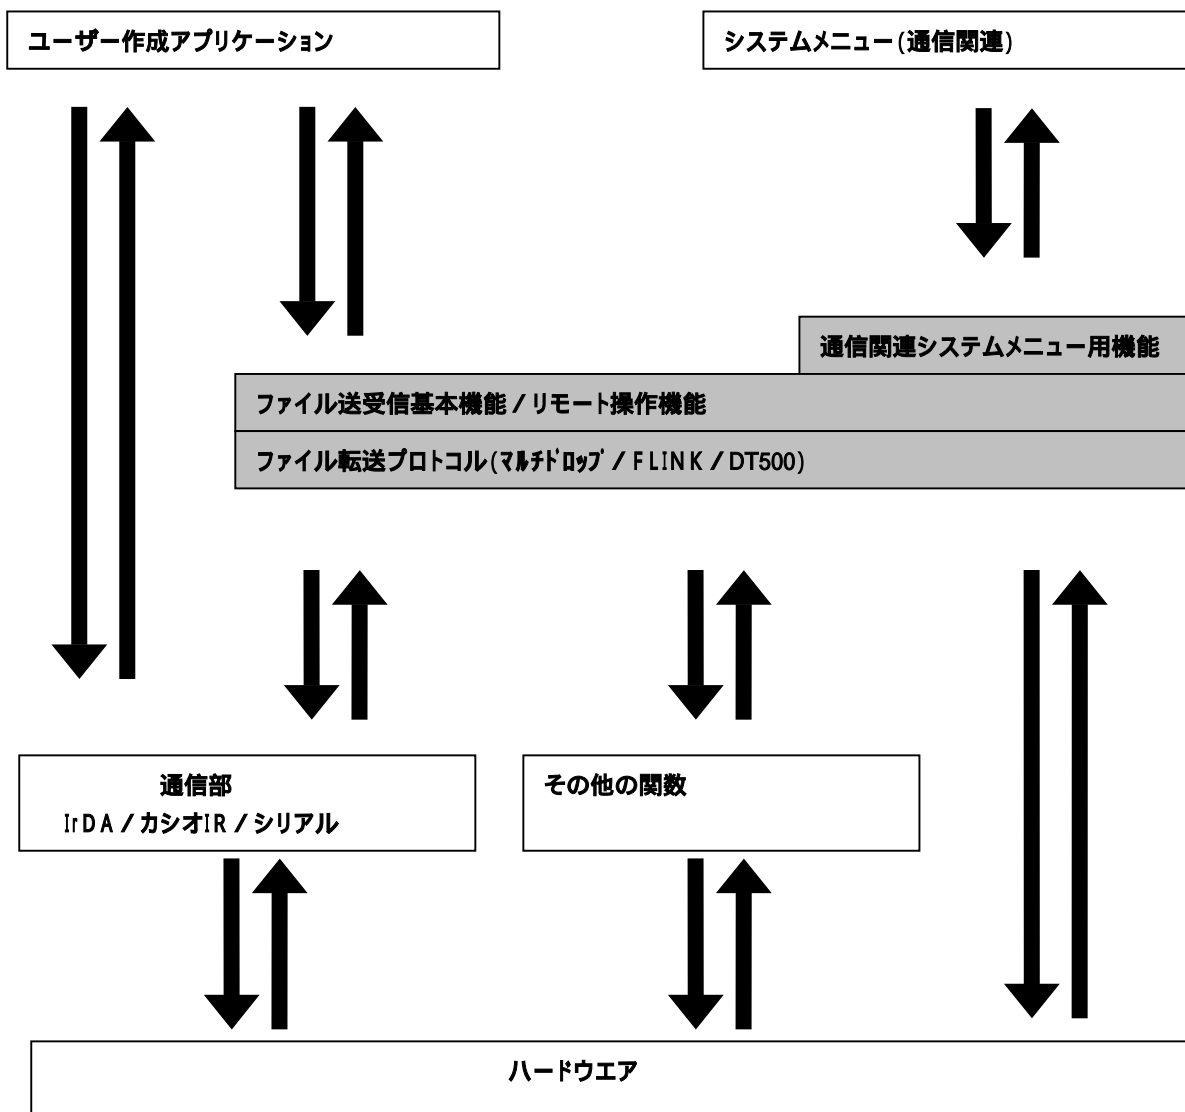 ユーザー作成アプリケーション
システムメニュー(通信関連)
通信関連システムメニュー用機能
ファイル送受信基本機能/リモート操作機能
ファイル転送プロトコル(マルチドロップ/FLINK/DT500)
通信部
IrDA/カシオIR/シリアル
その他の関数
ハードウエア